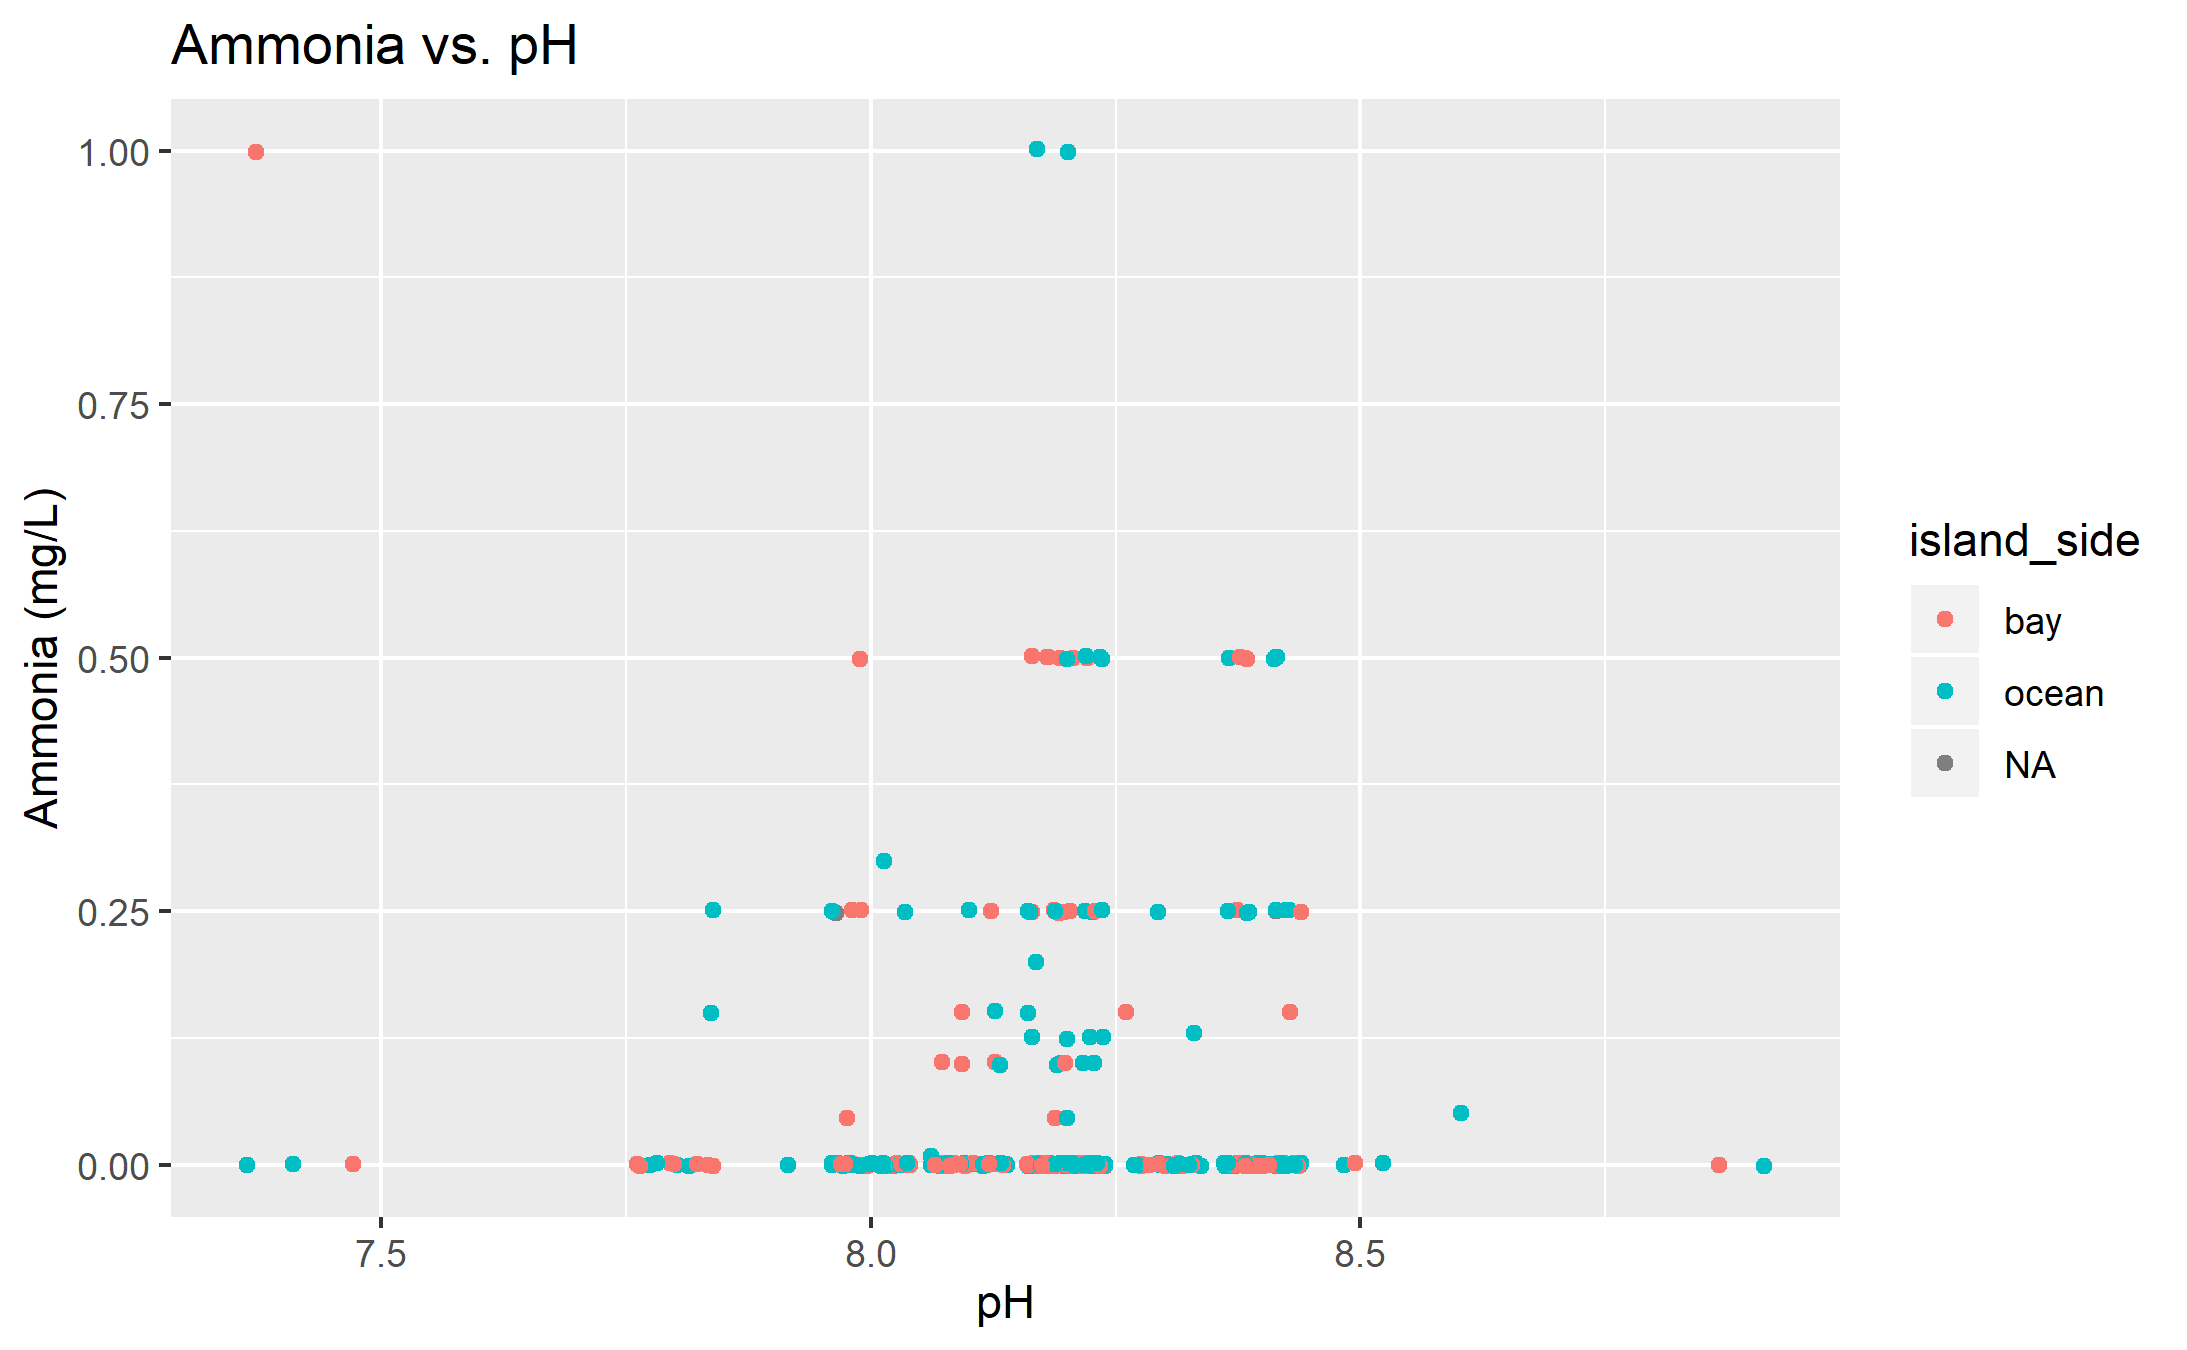 Ammonia vs. pH
1.00
0.75
0.50
0.25
0.00
Ammonia (mg/L)
7.5 8.0 8.5
pH
island_side
bay
ocean
NA